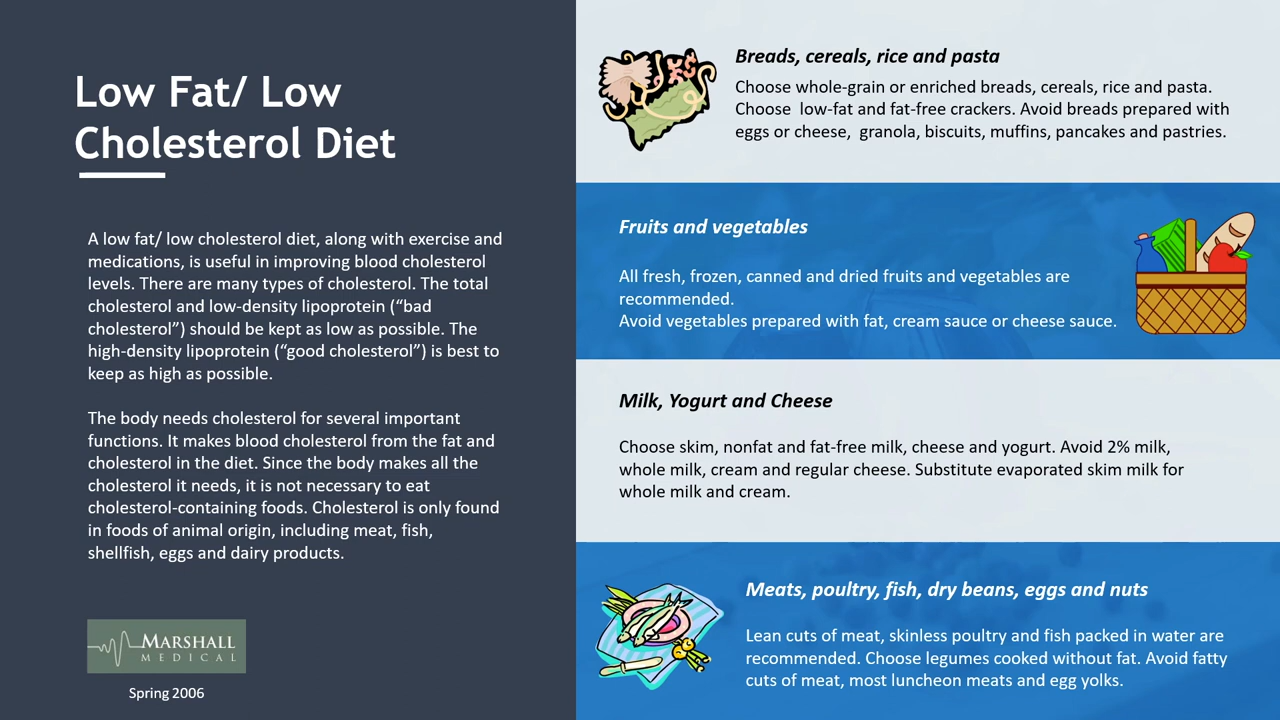 Low Fat/ Low
Cholesterol Diet
A low fat/ low cholesterol diet, along with exercise and
medications, is useful in improving blood cholesterol
levels. There are many types of cholesterol. The total
cholesterol and low-density lipoprotein (“bad
cholesterol”) should be kept as low as possible. The
high-density lipoprotein (“good cholesterol”) is best to
keep as high as possible.
The body needs cholesterol for several important
functions. It makes blood cholesterol from the fat and
cholesterol in the diet. Since the body makes all the
cholesterol it needs, it is not necessary to eat
cholesterol-containing foods. Cholesterol is only found
in foods of animal origin, including meat, fish,
shellfish, eggs and dairy products.
MARSHALL
MEDICAL
Spring 2006
Breads, cereals, rice and pasta
Choose whole-grain or enriched breads, cereals, rice and pasta.
Choose  low-fat and fat-free crackers. Avoid breads prepared with
eggs or cheese,  granola, biscuits, muffins, pancakes and pastries.
Fruits and vegetables
All fresh, frozen, canned and dried fruits and vegetables are
recommended.
Avoid vegetables prepared with fat, cream sauce or cheese sauce.
Milk, Yogurt and Cheese
Choose skim, nonfat and fat-free milk, cheese and yogurt. Avoid 2% milk,
whole milk, cream and regular cheese. Substitute evaporated skim milk for
whole milk and cream.
Meats, poultry, fish, dry beans, eggs and nuts
Lean cuts of meat, skinless poultry and fish packed in water are
recommended. Choose legumes cooked without fat. Avoid fatty
cuts of meat, most luncheon meats and egg yolks.